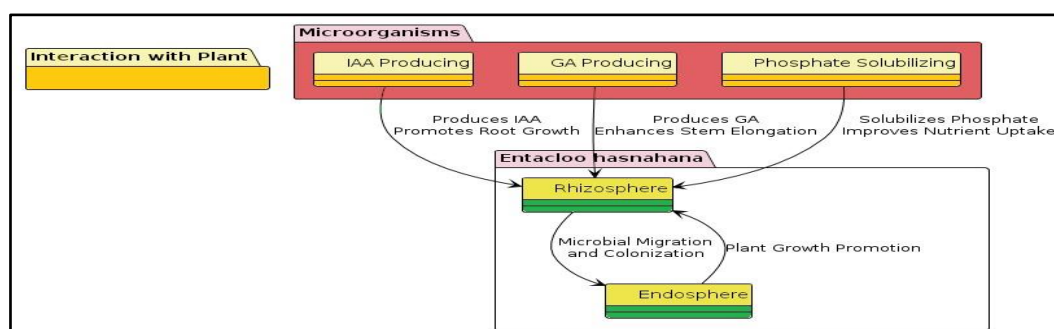 Interaction with Plant
Microorganisms
IAA Producing
GA Producing
Phosphate Solubilizing
Produces IAA
Promotes Root Growth
Produces GA
Enhances Stem Elongation
Solubilizes Phosphate
Improves Nutrient Uptake
Entacloo hasnahana
Rhizosphere
Microbial Migration
and Colonization
Plant Growth Promotion
Endosphere